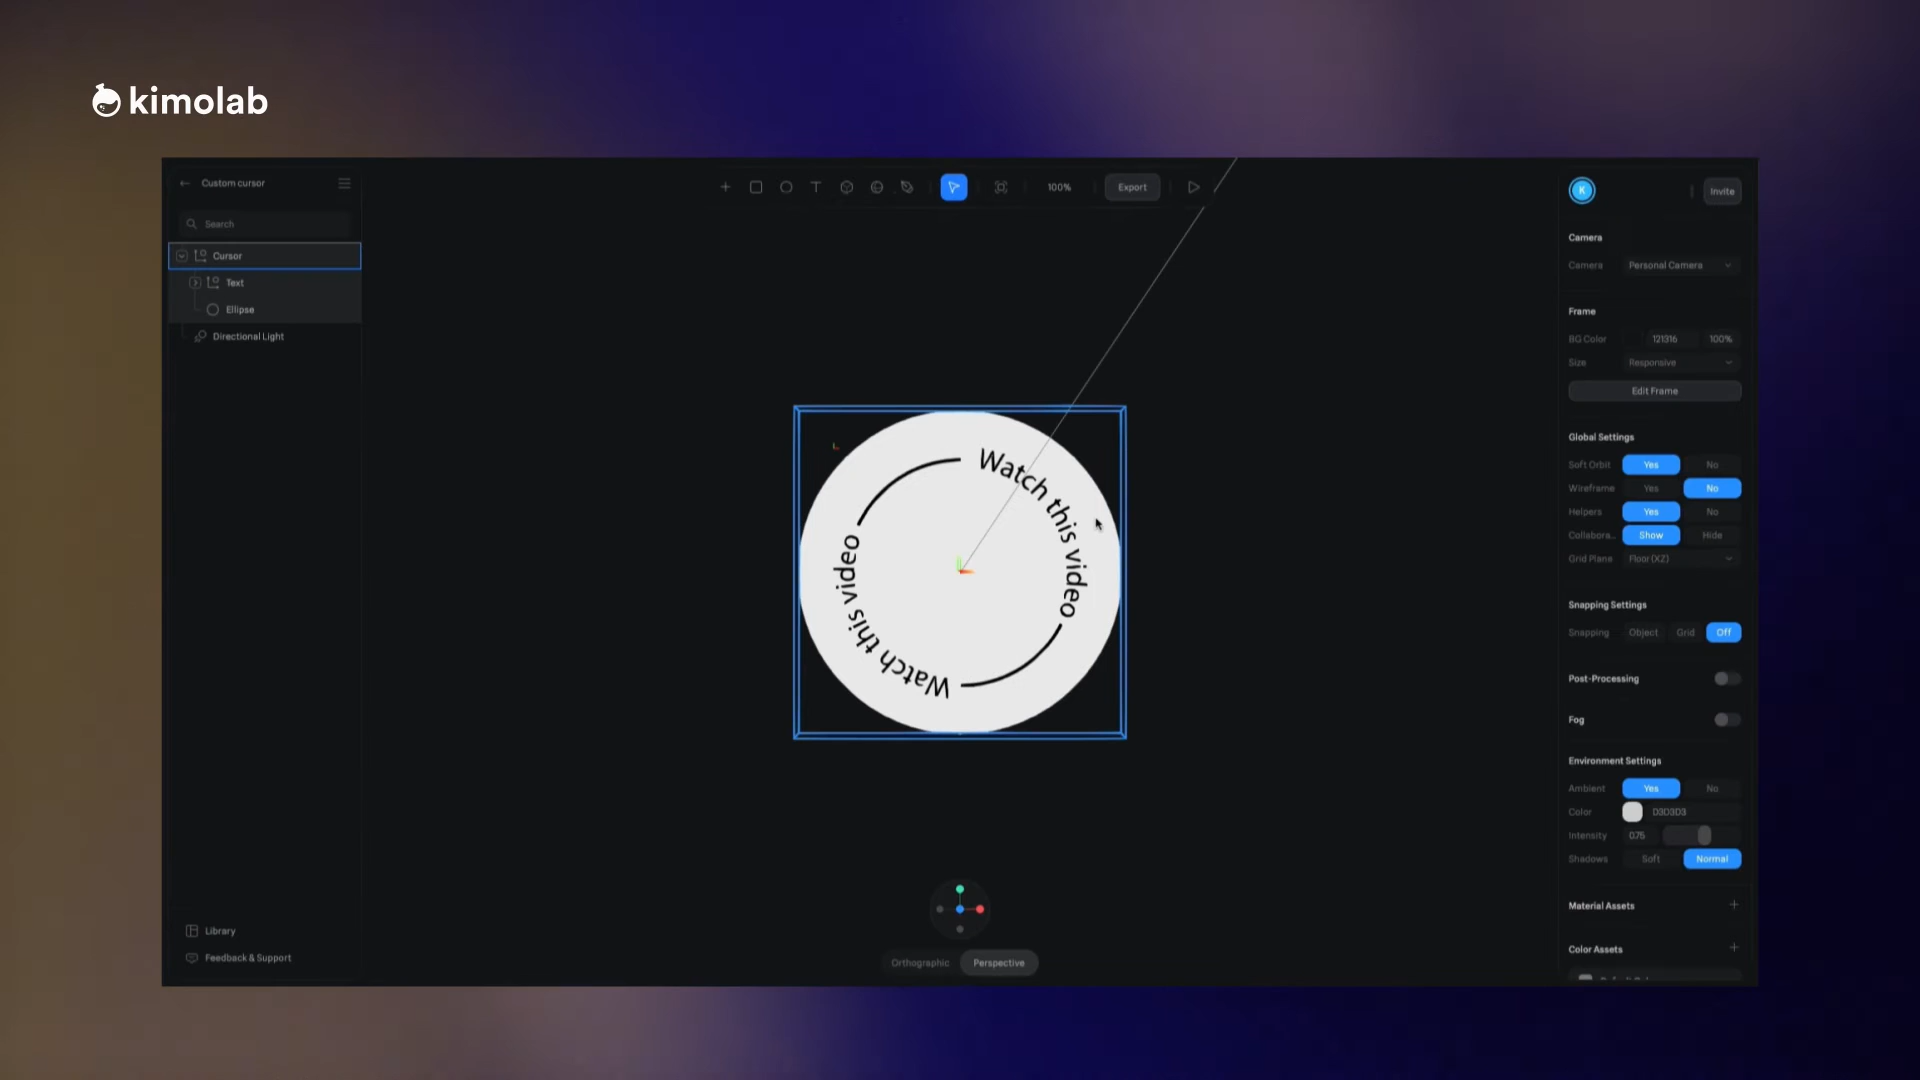 kimolab
Custom cursor
Search
Cursor
Text
Ellipse
Directional Light
Library
Feedback & Support
100%
Export
Watch this video
Watch this video
Orthographic
Perspective
K
Invite
Camera
Camera Personal Camera
Frame
BG Color 121316 100%
Size Responsive
Edit Frame
Global Settings
Soft Orbit Yes No
Wireframe Yes No
Helpers Yes No
Collabora... Show Hide
Grid Plane Floor (XZ)
Snapping Settings
Snapping Object Grid Off
Post-Processing
Fog
Environment Settings
Ambient Yes No
Color D3D3D3
Intensity 0.75
Shadows Soft Normal
Material Assets
Color Assets